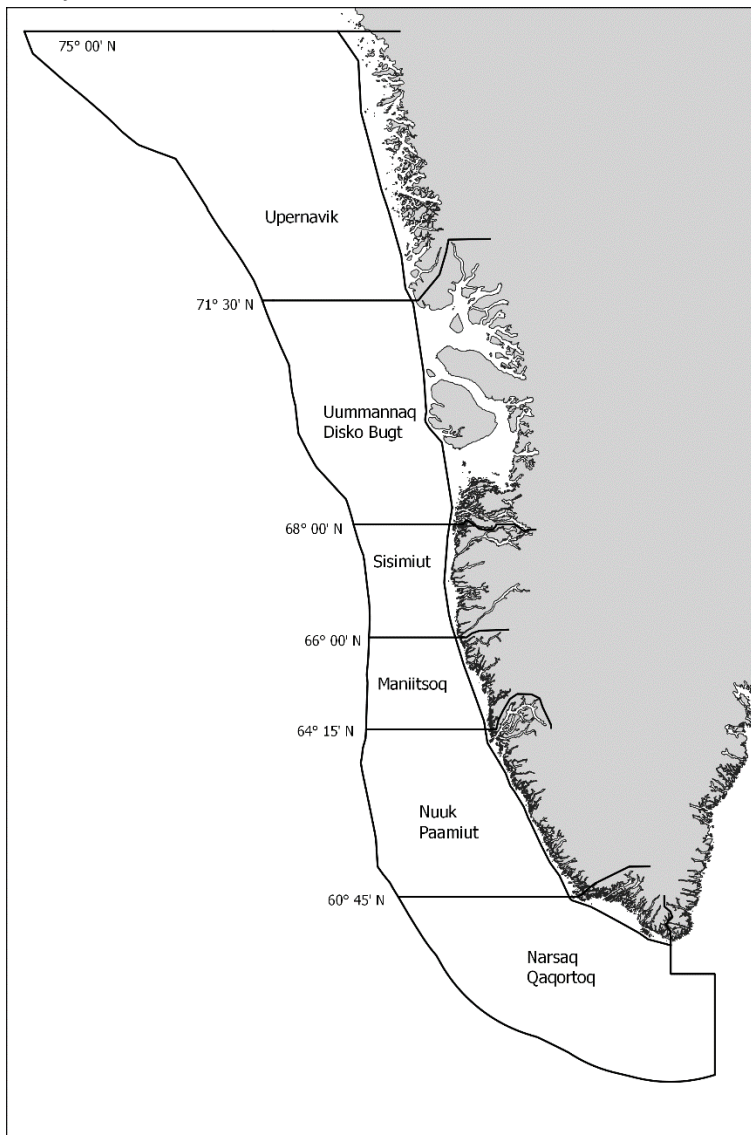 75° 00' N
Upernavik
71° 30' N
Uummannaq
Disko Bugt
68° 00' N
Sisimiut
66° 00' N
Maniitsoq
64° 15' N
Nuuk
Paamiut
60° 45' N
Narsaq
Qaqortoq